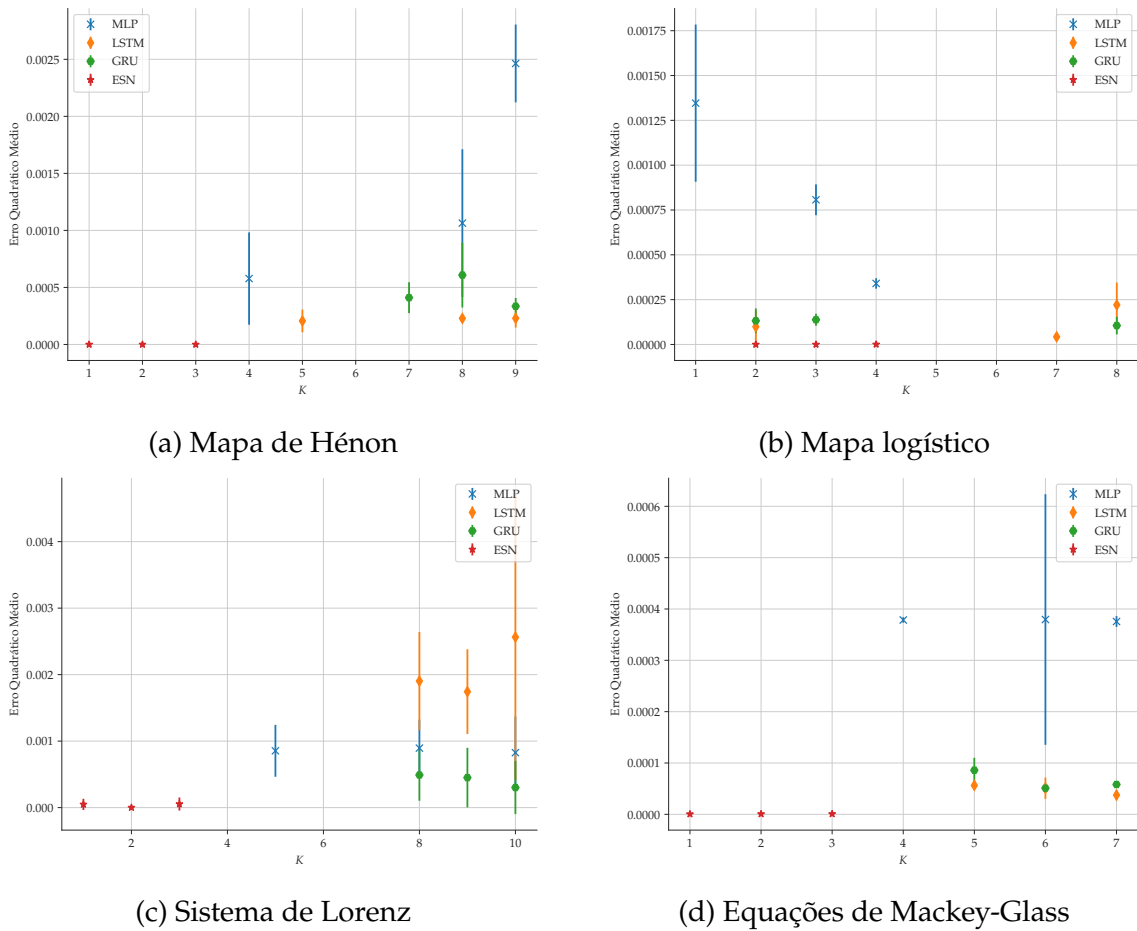 MLP
LSTM
GRU
ESN
Erro Quadrático Médio
0.0025
0.0020
0.0015
0.0010
0.0005
0.0000
1 2 3 4 5 6 7 8 9
K
(a) Mapa de Hénon
MLP
LSTM
GRU
ESN
Erro Quadrático Médio
0.00175
0.00150
0.00125
0.00100
0.00075
0.00050
0.00025
0.00000
1 2 3 4 5 6 7 8
K
(b) Mapa logístico
MLP
LSTM
GRU
ESN
Erro Quadrático Médio
0.004
0.003
0.002
0.001
0.000
2 4 6 8 10
K
(c) Sistema de Lorenz
MLP
LSTM
GRU
ESN
Erro Quadrático Médio
0.0006
0.0005
0.0004
0.0003
0.0002
0.0001
0.0000
1 2 3 4 5 6 7
K
(d) Equações de Mackey-Glass